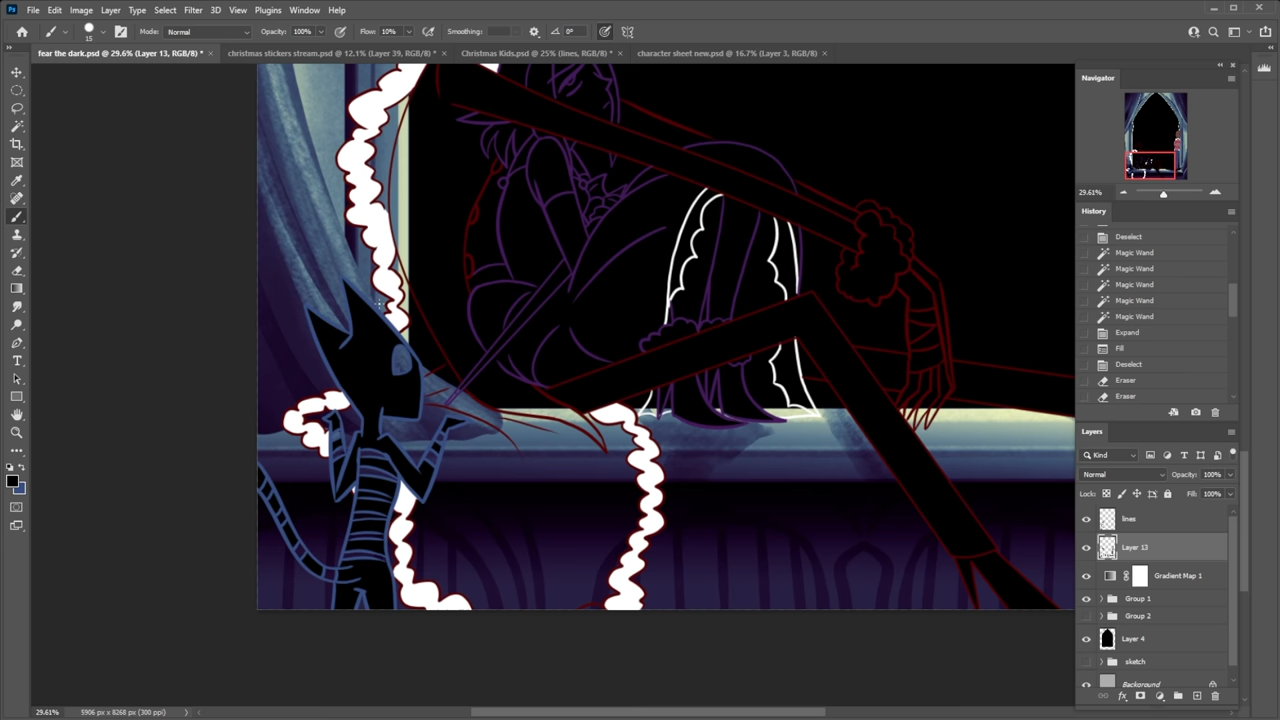 File Edit Image Layer Type Select Filter 3D View Plugins Window Help
15 Mode: Normal Opacity: 100% Flow: 10% Smoothing: 0°
fear the dark.psd @ 29.6% (Layer 13, RGB/8) * × christmas stickers stream.psd @ 12.1% (Layer 39, RGB/8) * × Christmas Kids.psd @ 25% (lines, RGB/8) * × character sheet new.psd @ 16.7% (Layer 3, RGB/8) ×
Navigator
29.61%
History
Deselect
Magic Wand
Magic Wand
Magic Wand
Magic Wand
Magic Wand
Expand
Fill
Deselect
Eraser
Eraser
Layers
Kind
Normal Opacity: 100%
Lock: Fill: 100%
lines
Layer 13
Gradient Map 1
Group 1
Group 2
Layer 4
sketch
Background
29.61% 5906 px x 8268 px (300 ppi)